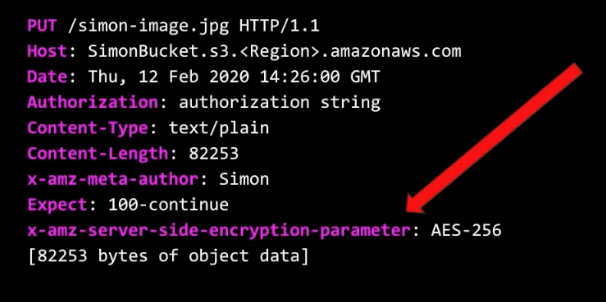 PUT /simon-image.jpg HTTP/1.1
Host: SimonBucket.s3.<Region>.amazonaws.com
Date: Thu, 12 Feb 2020 14:26:00 GMT
Authorization: authorization string
Content-Type: text/plain
Content-Length: 82253
x-amz-meta-author: Simon
Expect: 100-continue
x-amz-server-side-encryption-parameter: AES-256
[82253 bytes of object data]